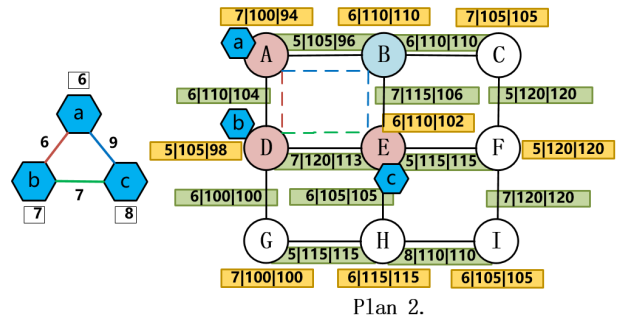 7|100|94 6|110|110 7|105|105
a A 5|105|96 B 6|110|110 C
6
a
6|110|104 7|115|106 5|120|120
b 6|110|102
6 9
5|105|98 D 7|120|113 E 5|115|115 F 5|120|120
b 7 c
c
7 8
6|100|100 6|105|105 7|120|120
G 5|115|115 H 8|110|110 I
7|100|100 6|115|115 6|105|105
Plan 2.